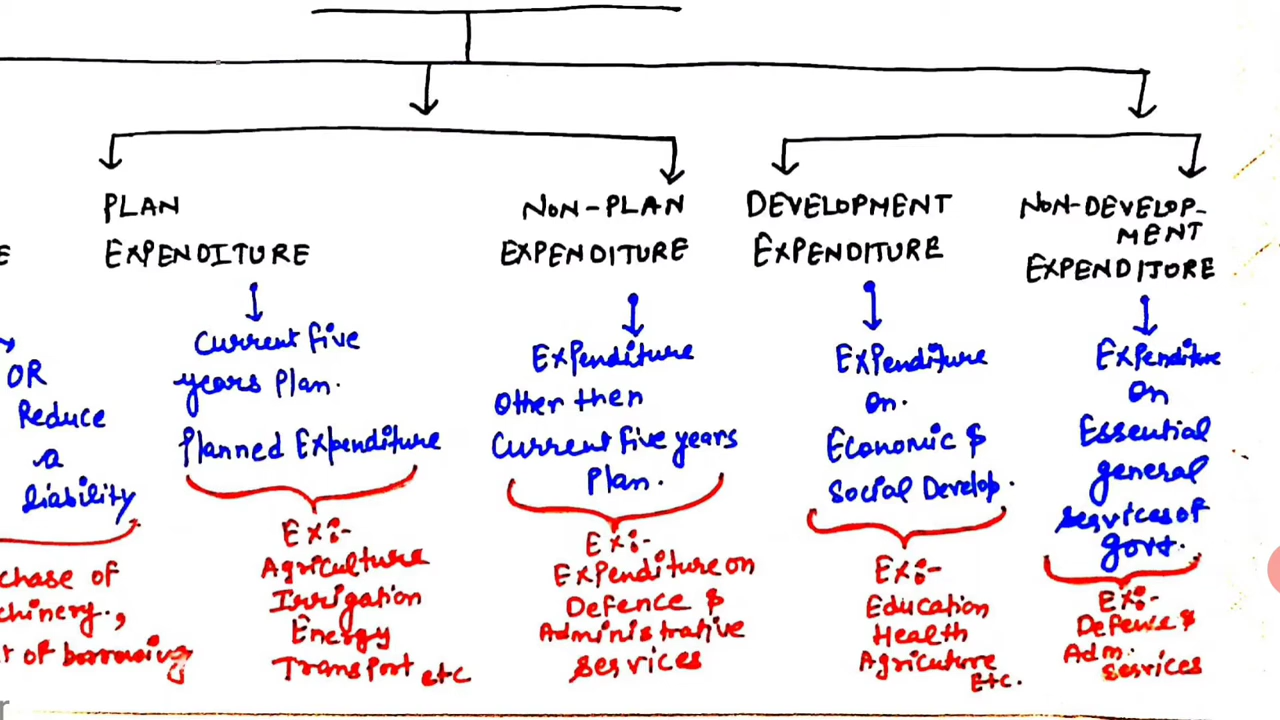 PLAN
EXPENDITURE
Current five
years Plan.
Planned Expenditure
Ex:-
Agriculture
Irrigation
Energy
Transport etc
NON-PLAN
EXPENDITURE
Expenditure
Other then
Current five years
Plan.
Ex:-
Expenditure on
Defence &
Administrative
services
DEVELOPMENT
EXPENDITURE
Expenditure
on.
Economic &
Social Develop.
Ex:-
Education
Health
Agricuture
Etc.
NON-DEVELOP-
MENT
EXPENDITURE
Expenditure
On
Essential
general
services of
govt.
Ex:-
Defence &
Adm.
services
E
OR
Reduce
a
liability
chase of
chinery.,
t of borrowing
r